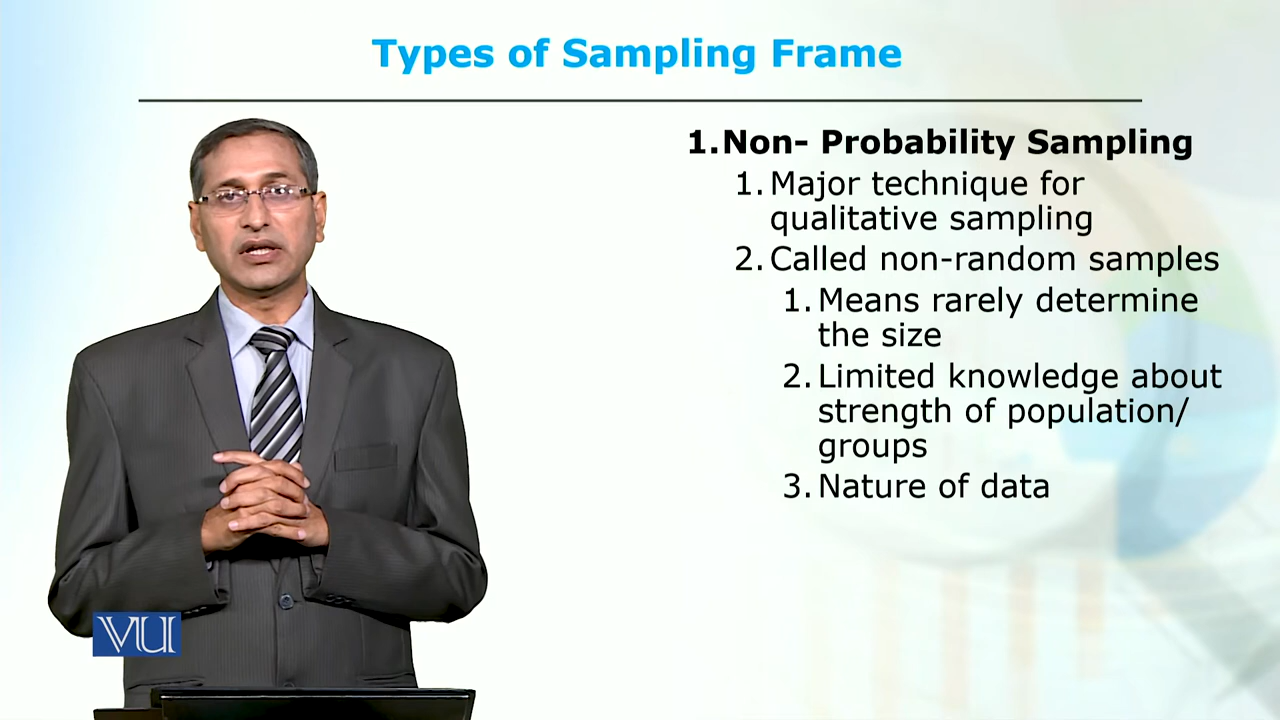 Types of Sampling Frame
1. Non- Probability Sampling
1. Major technique for
qualitative sampling
2. Called non-random samples
1. Means rarely determine
the size
2. Limited knowledge about
strength of population/
groups
3. Nature of data
VU